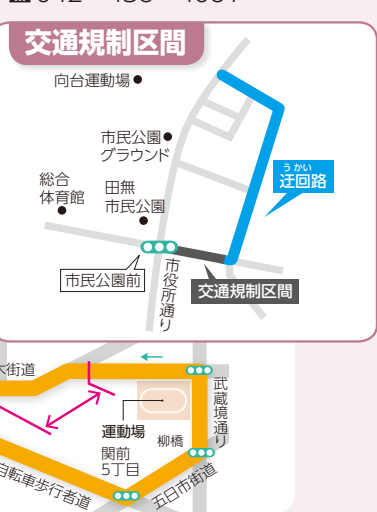 交通規制区間
向台運動場
市民公園
グラウンド
総合
体育館
田無
市民公園
うかい
迂回路
市民公園前
市役所通り
交通規制区間
街道
武蔵境通り
運動場
関前
5丁目
柳橋
自転車歩行者道
五日市街道